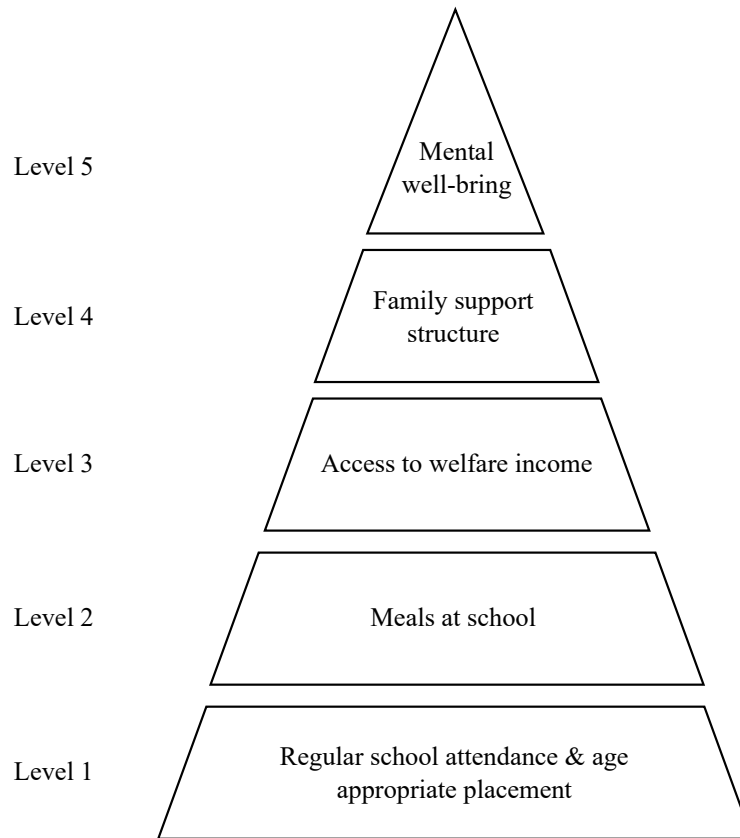 Level 5
Mental
well-bring
Level 4
Family support
structure
Level 3
Access to welfare income
Level 2
Meals at school
Level 1
Regular school attendance & age
appropriate placement